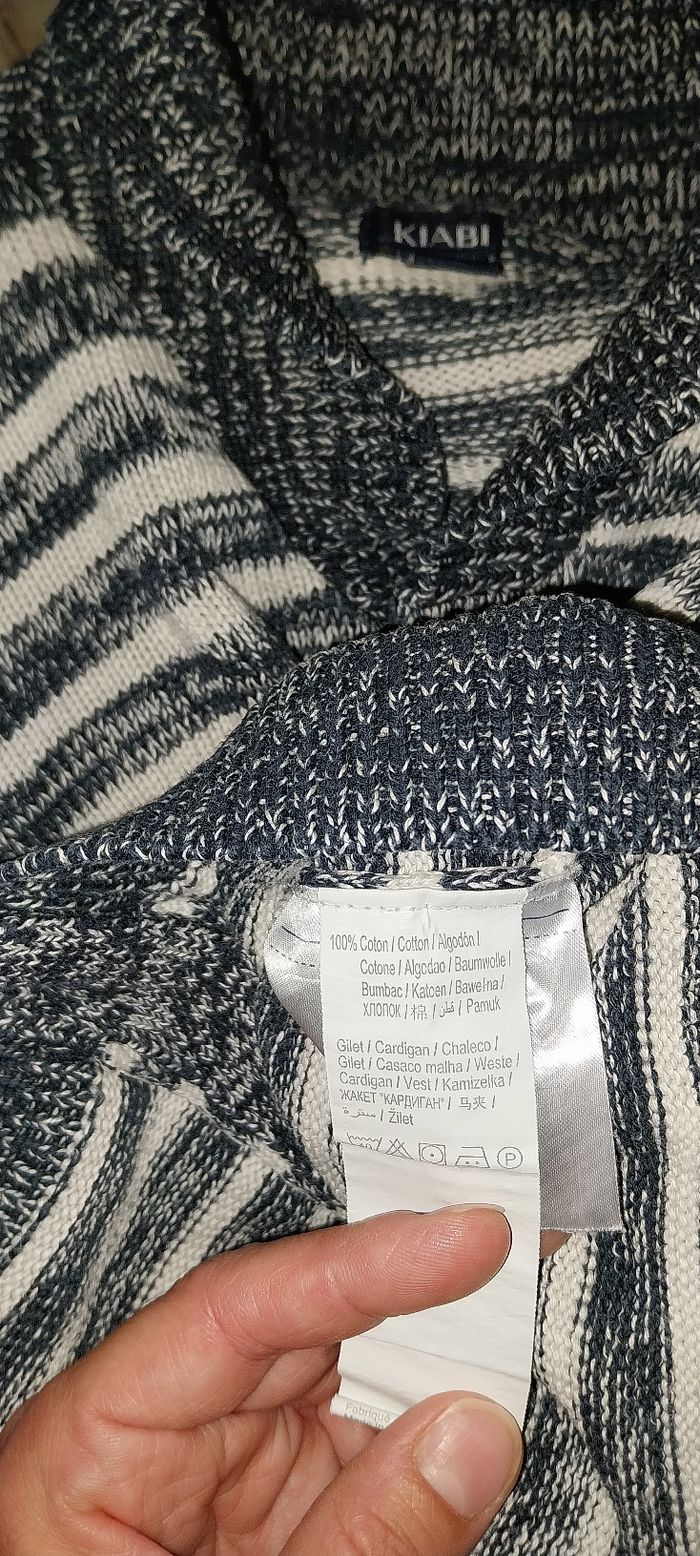 KIABI
100% Coton / Cotton / Algodón /
Cotone / Algodao / Baumwolle /
Bumbac / Katoen / Bawełna /
ХЛОПОК / 棉 / قطن / Pamuk
Gilet / Cardigan / Chaleco /
Gilet / Casaco malha / Weste /
Cardigan / Vest / Kamizelka /
ЖАКЕТ "КАРДИГАН" / 马夹 /
سترة / Žilet
P
Fabriqué